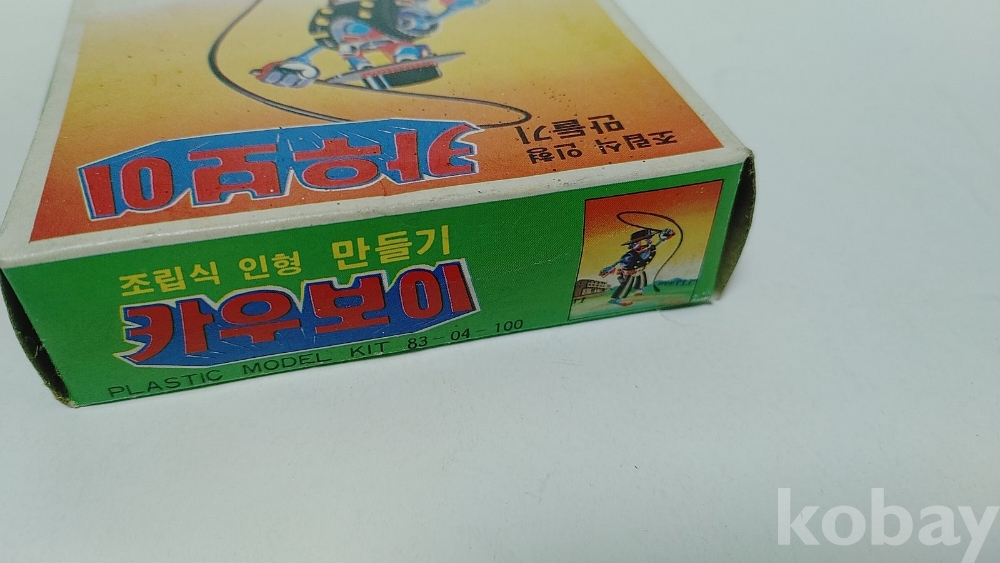 조립식 인형
만들기
카우보이
조립식 인형 만들기
카우보이
PLASTIC MODEL KIT 83-04-100
kobay